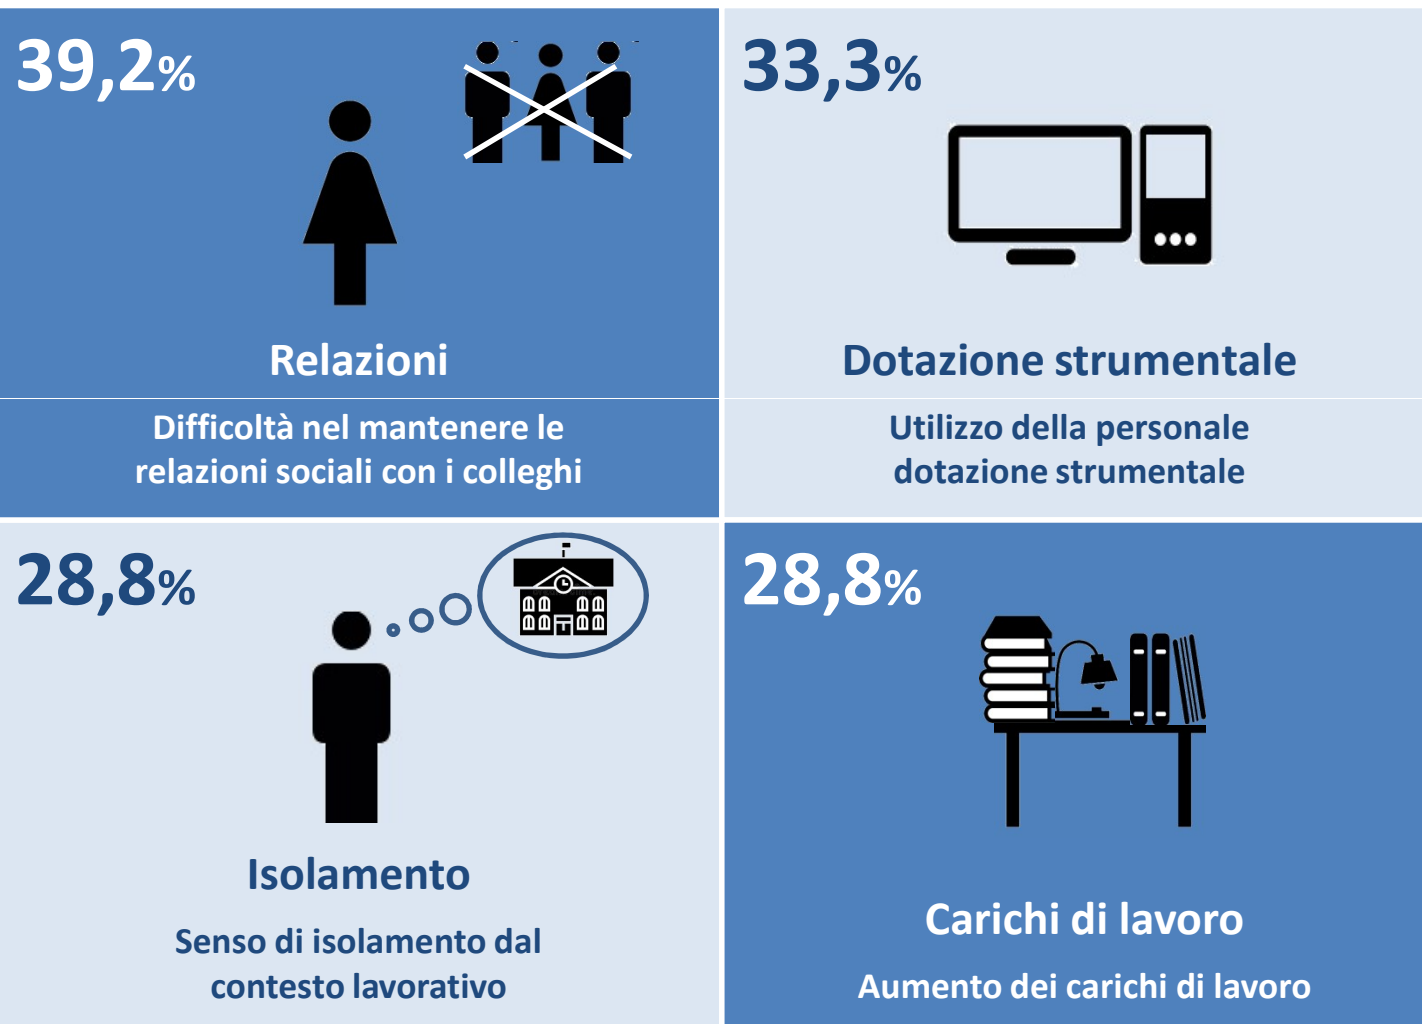 39,2%
Relazioni
Difficoltà nel mantenere le
relazioni sociali con i colleghi
33,3%
Dotazione strumentale
Utilizzo della personale
dotazione strumentale
28,8%
Isolamento
Senso di isolamento dal
contesto lavorativo
28,8%
Carichi di lavoro
Aumento dei carichi di lavoro